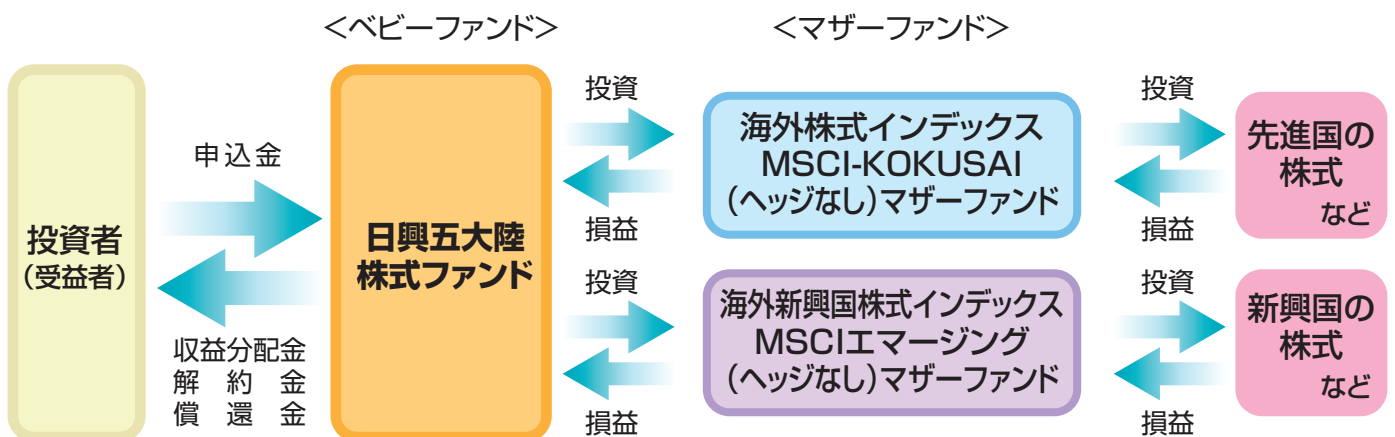 <ベビーファンド>
<マザーファンド>
投資者
(受益者)
申込金
収益分配金
解約金
償還金
日興五大陸
株式ファンド
投資
損益
海外株式インデックス
MSCI-KOKUSAI
(ヘッジなし)マザーファンド
投資
損益
先進国の
株式
など
投資
損益
海外新興国株式インデックス
MSCIエマージング
(ヘッジなし)マザーファンド
投資
損益
新興国の
株式
など